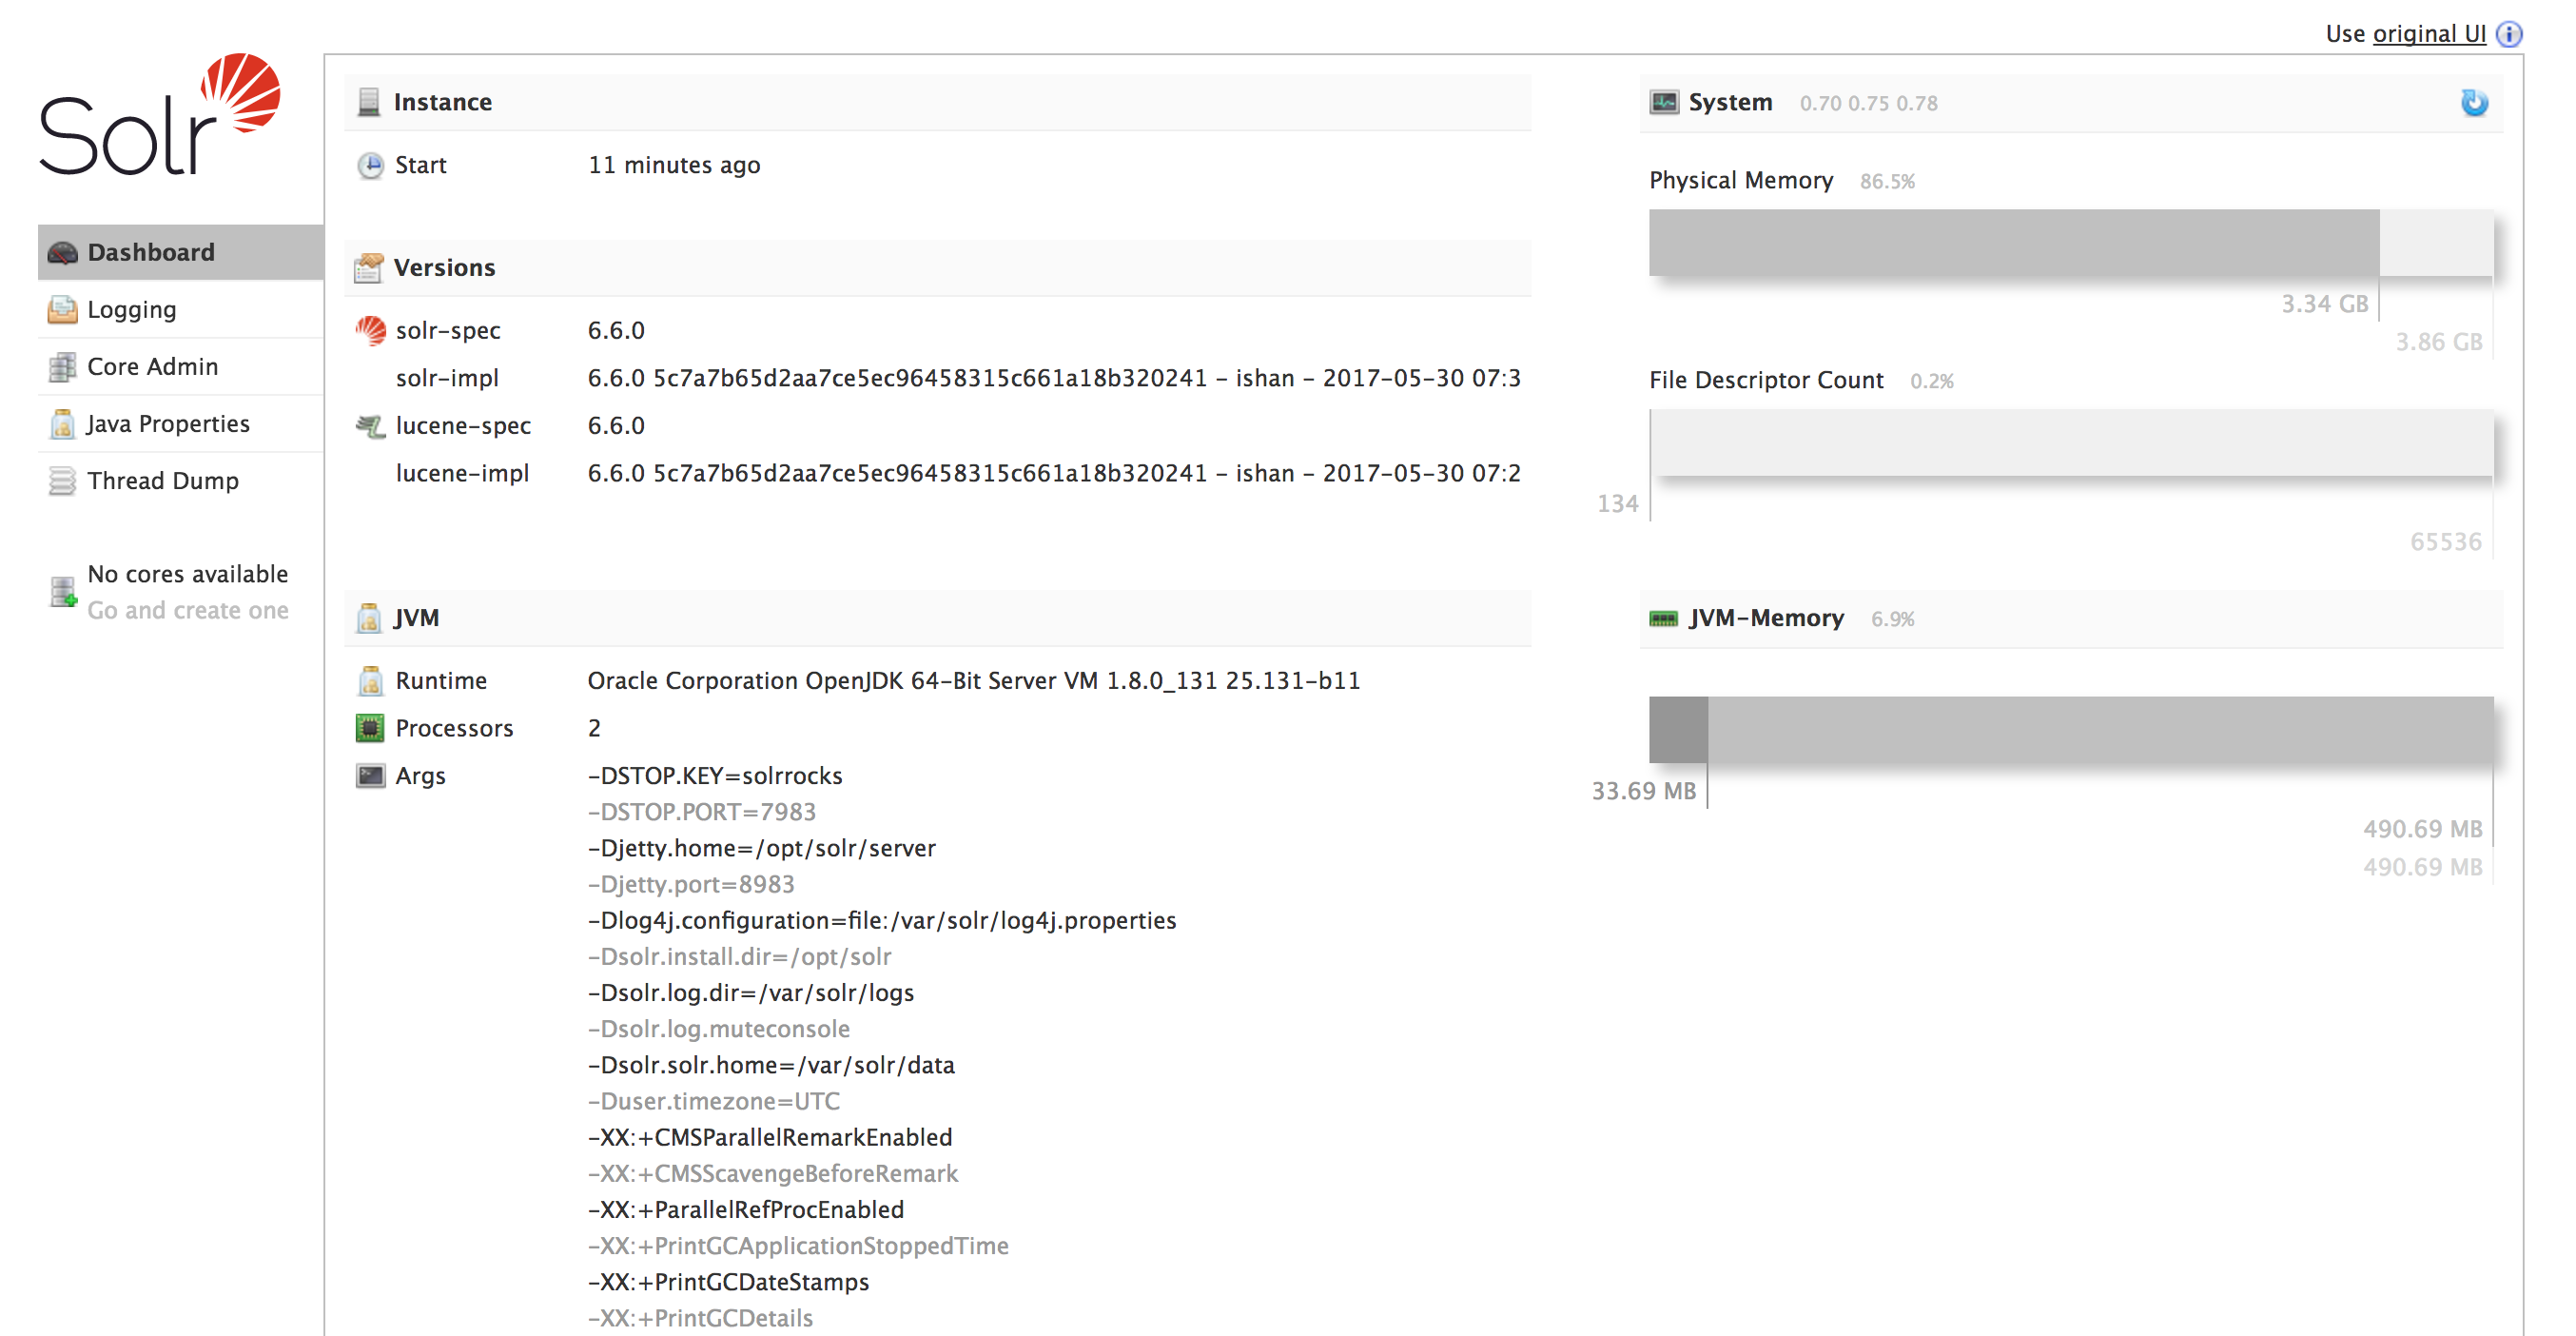 Use original UI
Solr
Dashboard
Logging
Core Admin
Java Properties
Thread Dump
No cores available
Go and create one
Instance
Start 11 minutes ago
Versions
solr-spec 6.6.0
solr-impl 6.6.0 5c7a7b65d2aa7ce5ec96458315c661a18b320241 - ishan - 2017-05-30 07:3
lucene-spec 6.6.0
lucene-impl 6.6.0 5c7a7b65d2aa7ce5ec96458315c661a18b320241 - ishan - 2017-05-30 07:2
JVM
Runtime Oracle Corporation OpenJDK 64-Bit Server VM 1.8.0_131 25.131-b11
Processors 2
Args -DSTOP.KEY=solrrocks
-DSTOP.PORT=7983
-Djetty.home=/opt/solr/server
-Djetty.port=8983
-Dlog4j.configuration=file:/var/solr/log4j.properties
-Dsolr.install.dir=/opt/solr
-Dsolr.log.dir=/var/solr/logs
-Dsolr.log.muteconsole
-Dsolr.solr.home=/var/solr/data
-Duser.timezone=UTC
-XX:+CMSParallelRemarkEnabled
-XX:+CMSScavengeBeforeRemark
-XX:+ParallelRefProcEnabled
-XX:+PrintGCApplicationStoppedTime
-XX:+PrintGCDateStamps
-XX:+PrintGCDetails
System 0.70 0.75 0.78
Physical Memory 86.5%
3.34 GB
3.86 GB
File Descriptor Count 0.2%
134
65536
JVM-Memory 6.9%
33.69 MB
490.69 MB
490.69 MB